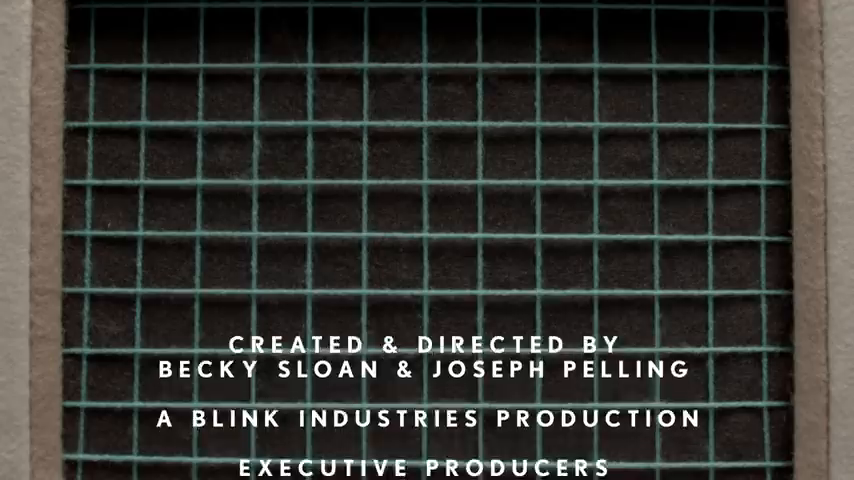 CREATED & DIRECTED BY
BECKY SLOAN & JOSEPH PELLING
A BLINK INDUSTRIES PRODUCTION
EXECUTIVE PRODUCERS